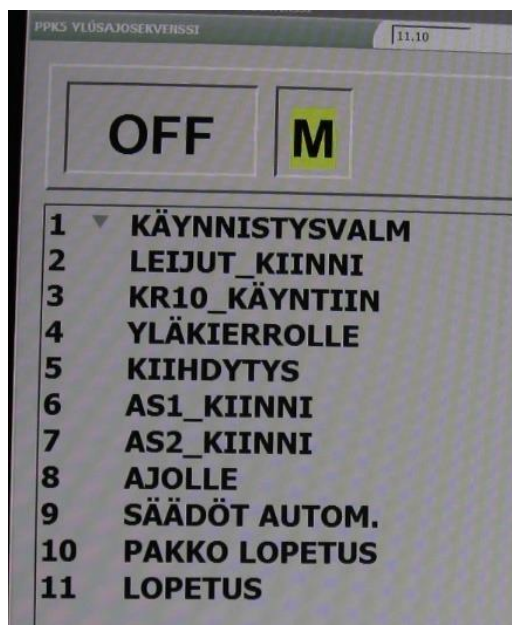 PPK5 YLÖSAJOSEKVENSSI 11.10
OFF M
1 KÄYNNISTYSVALM
2 LEIJUT_KIINNI
3 KR10_KÄYNTIIN
4 YLÄKIERROLLE
5 KIIHDYTYS
6 AS1_KIINNI
7 AS2_KIINNI
8 AJOLLE
9 SÄÄDÖT AUTOM.
10 PAKKO LOPETUS
11 LOPETUS